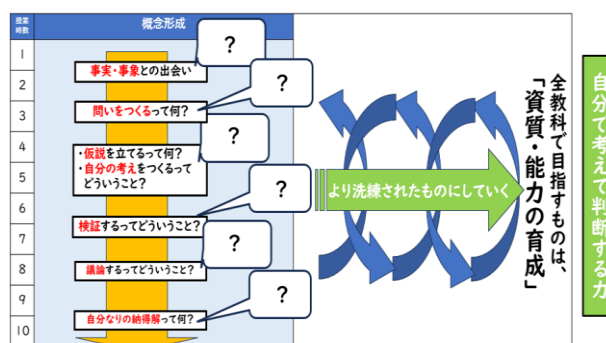 授業
時数
概念形成
1
2
3
4
5
6
7
8
9
10
事実・事象との出会い
?
問いをつくるって何?
?
・仮説を立てるって何?
・自分の考えをつくるって
どういうこと?
?
検証するってどういうこと?
?
議論するってどういうこと?
?
自分なりの納得解って何?
?
より洗練されたものにしていく
全教科で目指すものは、
「資質・能力の育成」
自分で考えて判断する力